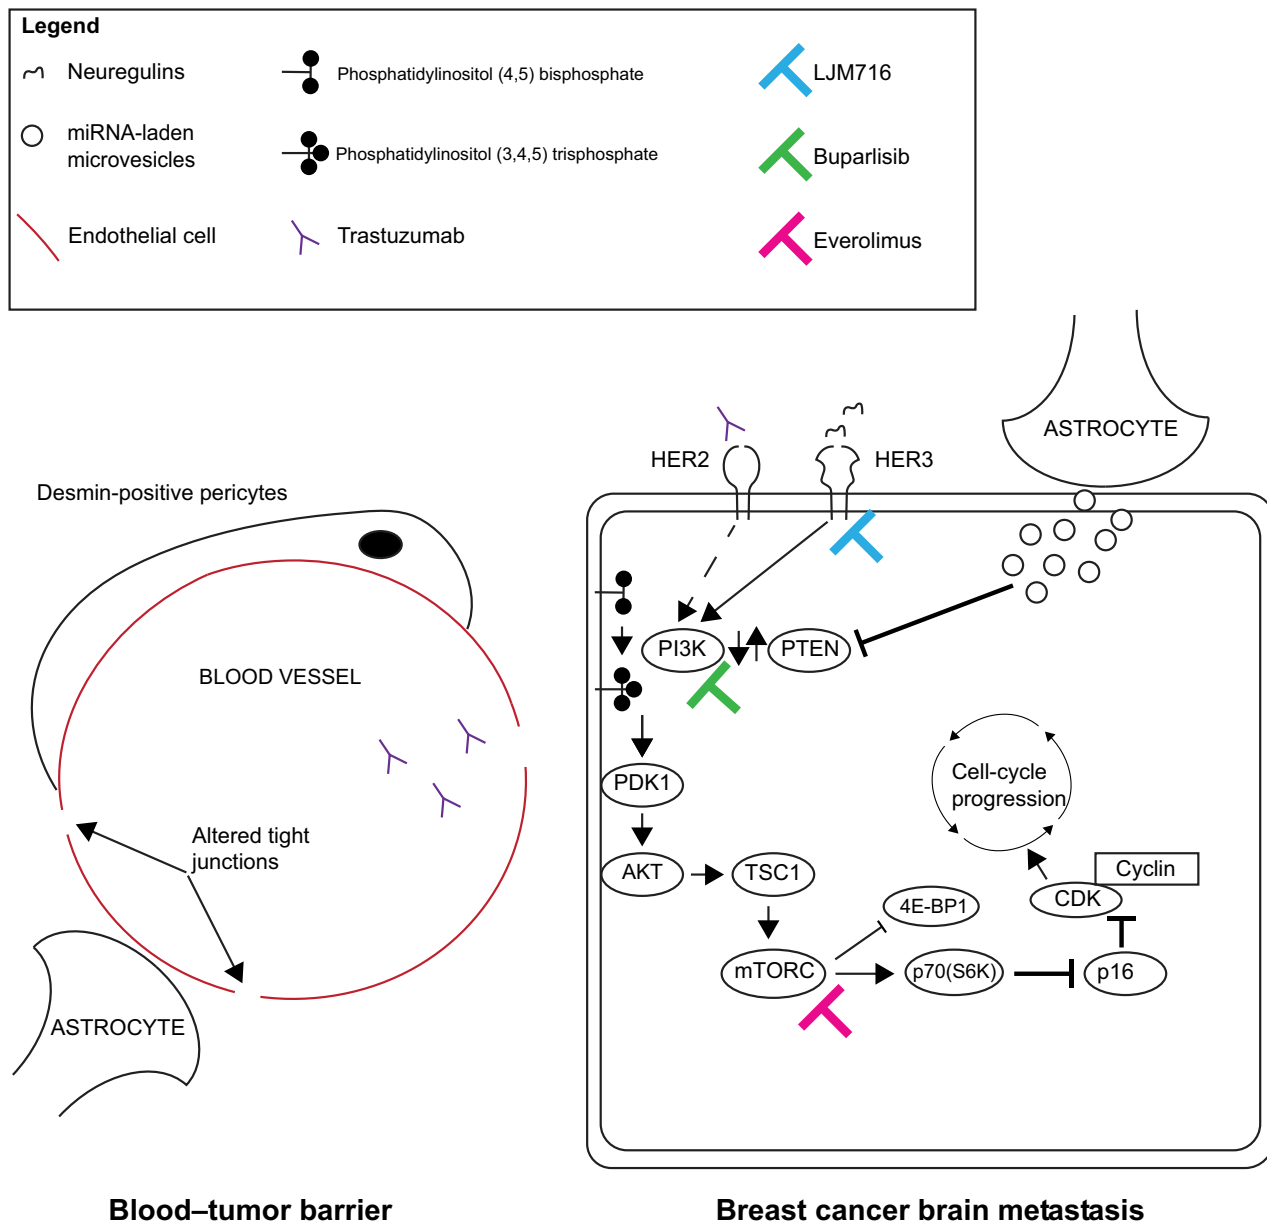 Legend
Neuregulins
miRNA-laden
microvesicles
Endothelial cell
Phosphatidylinositol (4,5) bisphosphate
Phosphatidylinositol (3,4,5) trisphosphate
Trastuzumab
LJM716
Buparlisib
Everolimus
Desmin-positive pericytes
BLOOD VESSEL
Altered tight
junctions
ASTROCYTE
Blood–tumor barrier
HER2
HER3
ASTROCYTE
PI3K
PTEN
PDK1
AKT
TSC1
mTORC
4E-BP1
p70(S6K)
p16
CDK
Cyclin
Cell-cycle
progression
Breast cancer brain metastasis